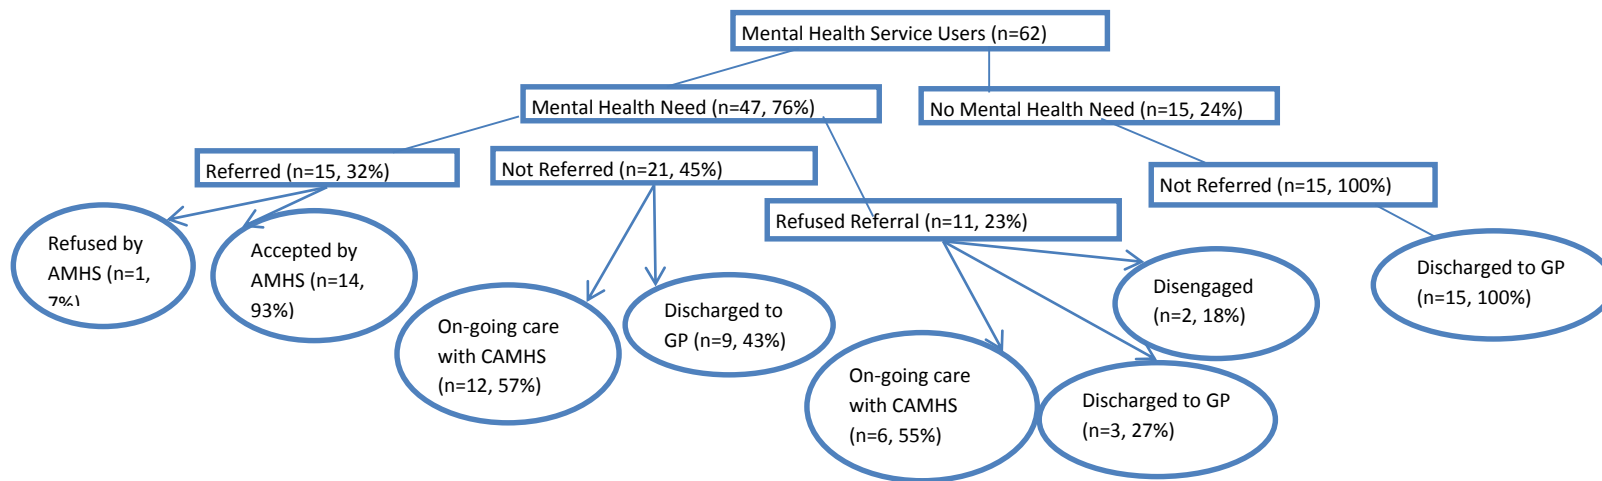 Mental Health Service Users (n=62)
Mental Health Need (n=47, 76%)
No Mental Health Need (n=15, 24%)
Referred (n=15, 32%)
Not Referred (n=21, 45%)
Not Referred (n=15, 100%)
Refused Referral (n=11, 23%)
Refused by
AMHS (n=1,
7%)
Accepted by
AMHS (n=14,
93%)
On-going care
with CAMHS
(n=12, 57%)
Discharged to
GP (n=9, 43%)
On-going care
with CAMHS
(n=6, 55%)
Discharged to GP
(n=3, 27%)
Disengaged
(n=2, 18%)
Discharged to GP
(n=15, 100%)